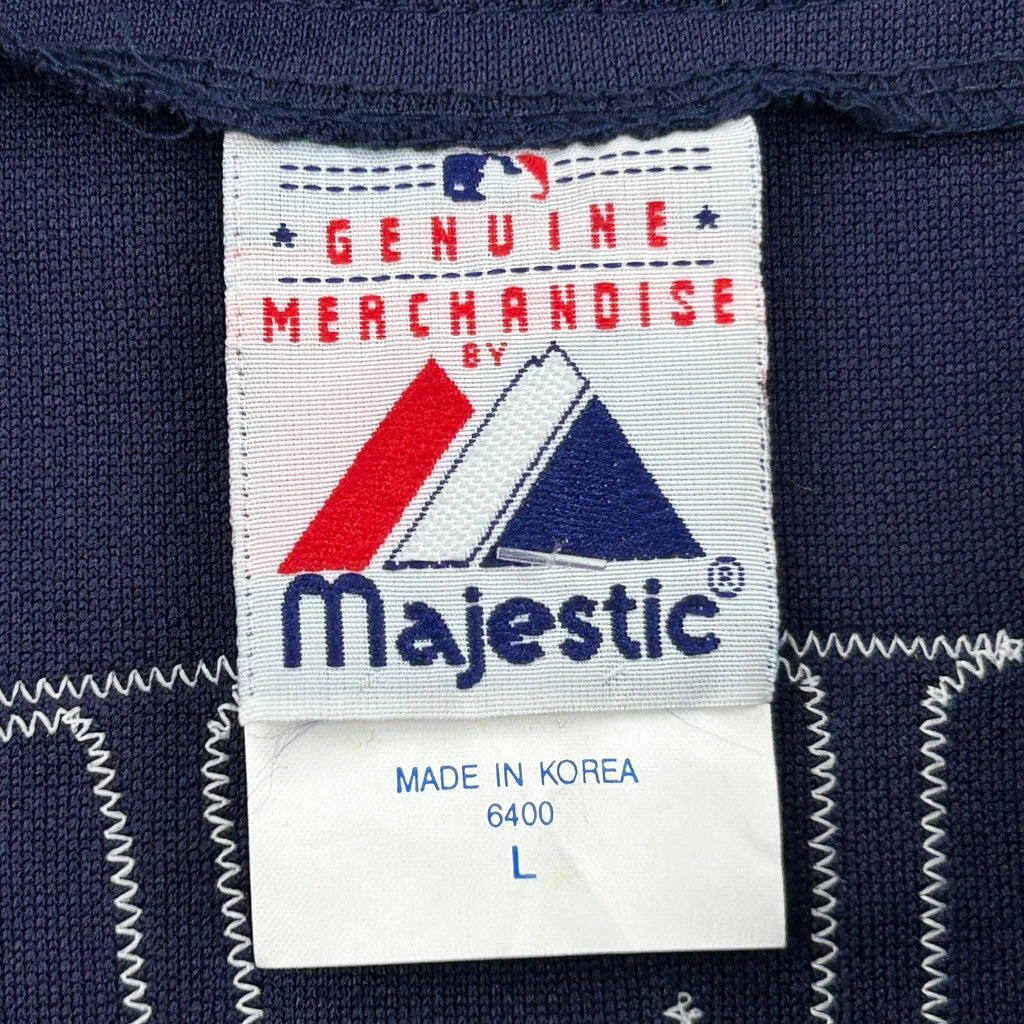 GENUINE
MERCHANDISE
BY
Majestic®
MADE IN KOREA
6400
L